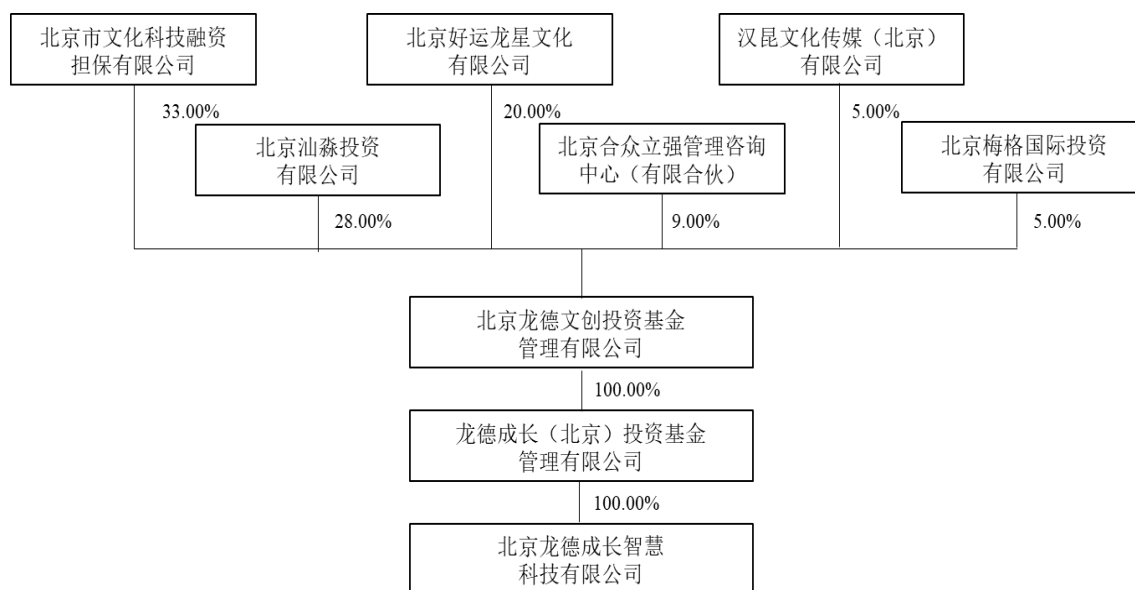 北京市文化科技融资
担保有限公司
北京好运龙星文化
有限公司
汉昆文化传媒（北京）
有限公司
33.00%
20.00%
5.00%
北京汕淼投资
有限公司
北京合众立强管理咨询
中心（有限合伙）
北京梅格国际投资
有限公司
28.00%
9.00%
5.00%
北京龙德文创投资基金
管理有限公司
100.00%
龙德成长（北京）投资基金
管理有限公司
100.00%
北京龙德成长智慧
科技有限公司